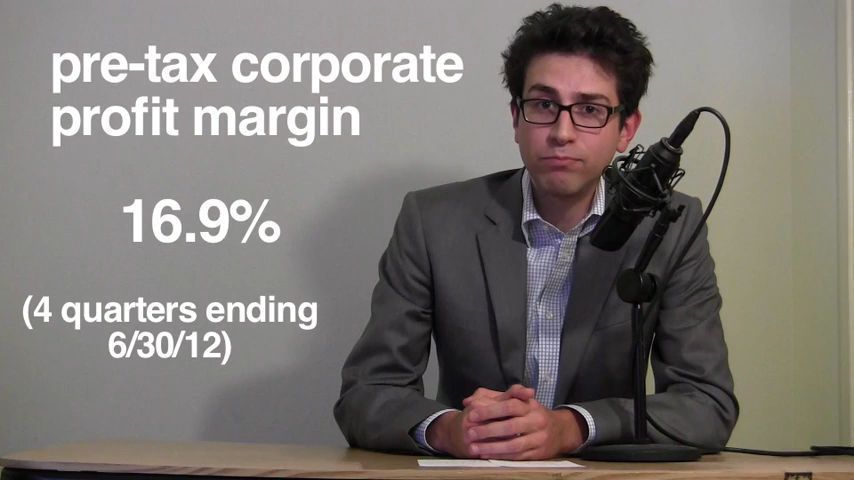 pre-tax corporate
profit margin
16.9%
(4 quarters ending
6/30/12)